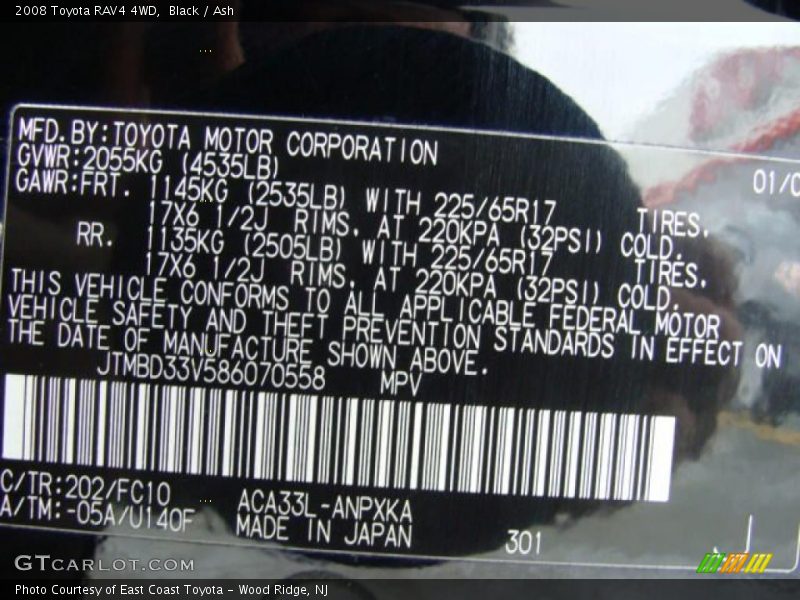 2008 Toyota RAV4 4WD, Black / Ash
MFD.BY:TOYOTA MOTOR CORPORATION
GVWR:2055KG (4535LB)
01/0
GAWR:FRT. 1145KG (2535LB) WITH 225/65R17 TIRES.
17X6 1/2J RIMS. AT 220KPA (32PSI) COLD.
RR. 1135KG (2505LB) WITH 225/65R17 TIRES.
17X6 1/2J RIMS. AT 220KPA (32PSI) COLD.
THIS VEHICLE CONFORMS TO ALL APPLICABLE FEDERAL MOTOR
VEHICLE SAFETY AND THEFT PREVENTION STANDARDS IN EFFECT ON
THE DATE OF MANUFACTURE SHOWN ABOVE.
JTMBD33V586070558 MPV
C/TR:202/FC10 ACA33L-ANPXKA
A/TM:-05A/U140F MADE IN JAPAN 301
GTCARLOT.COM
Photo Courtesy of East Coast Toyota - Wood Ridge, NJ